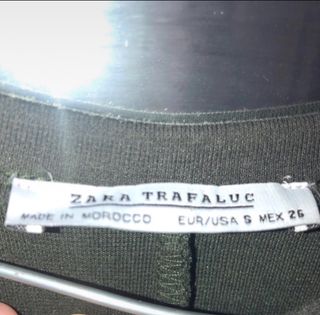 ZARA TRAFALUC
MADE IN MOROCCO EUR/USA S MEX 26